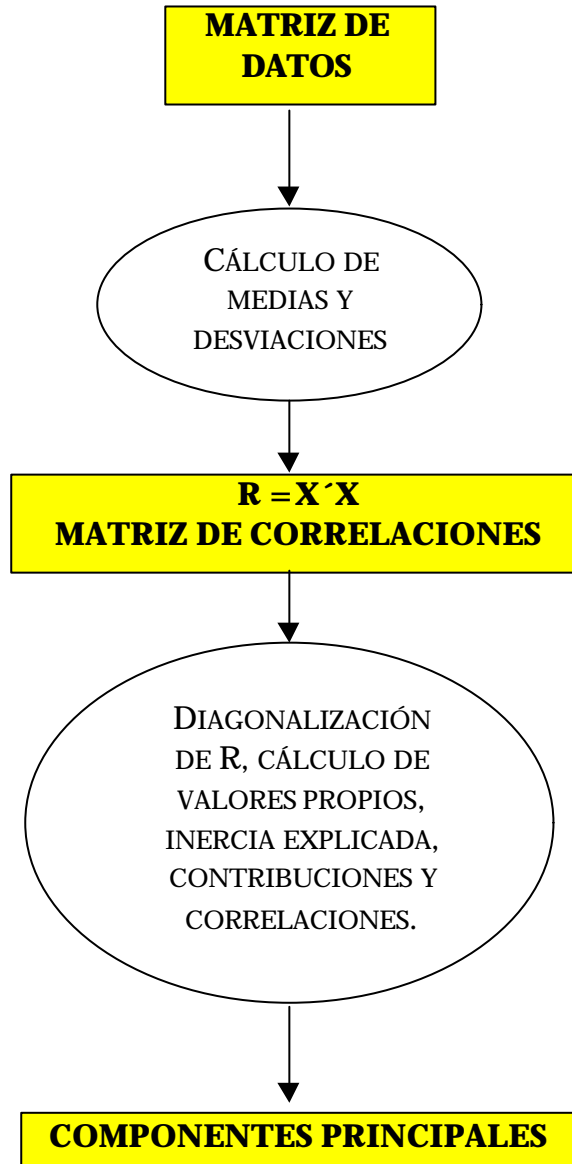 MATRIZ DE
DATOS
CÁLCULO DE
MEDIAS Y
DESVIACIONES
R =X´X
MATRIZ DE CORRELACIONES
DIAGONALIZACIÓN
DE R, CÁLCULO DE
VALORES PROPIOS,
INERCIA EXPLICADA,
CONTRIBUCIONES Y
CORRELACIONES.
COMPONENTES PRINCIPALES